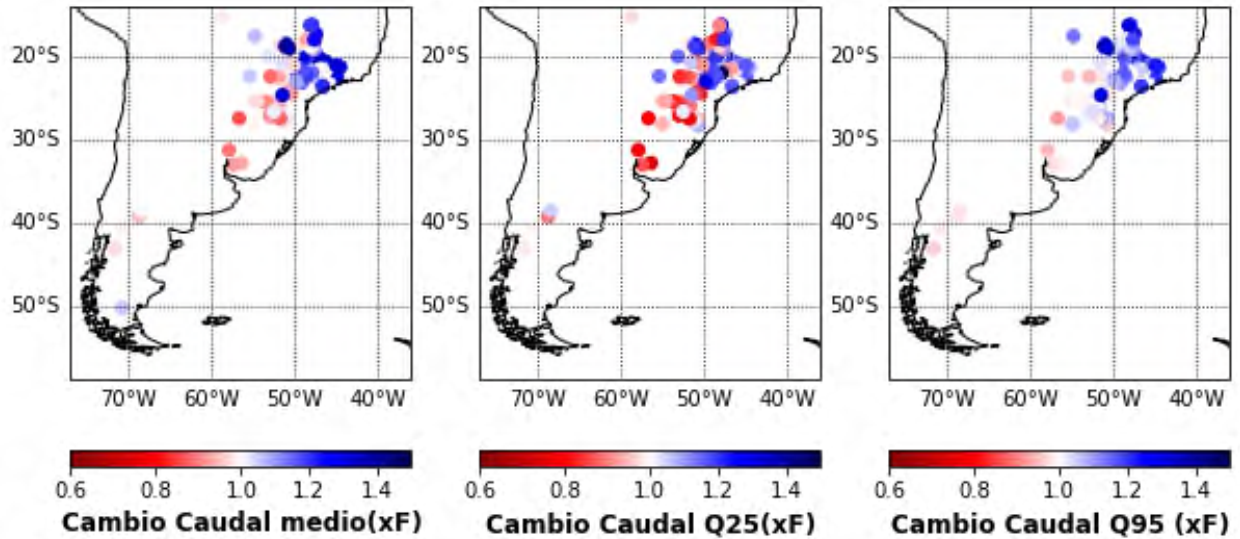 20°S 20°S 20°S
30°S 30°S 30°S
40°S 40°S 40°S
50°S 50°S 50°S
70°W 60°W 50°W 40°W 70°W 60°W 50°W 40°W 70°W 60°W 50°W 40°W
0.6 0.8 1.0 1.2 1.4 0.6 0.8 1.0 1.2 1.4 0.6 0.8 1.0 1.2 1.4
Cambio Caudal medio(xF) Cambio Caudal Q25(xF) Cambio Caudal Q95 (xF)